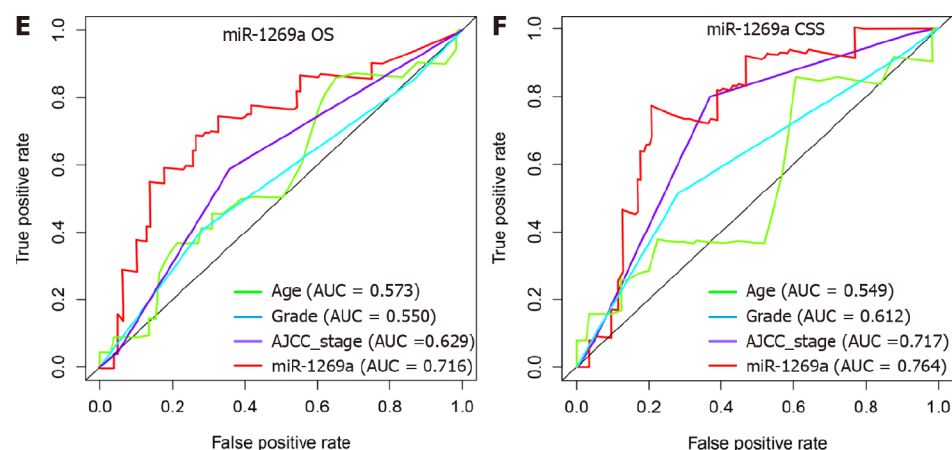 E
miR-1269a OS
True positive rate
1.0
0.8
0.6
0.4
0.2
0.0
Age (AUC = 0.573)
Grade (AUC = 0.550)
AJCC_stage (AUC =0.629)
miR-1269a (AUC = 0.716)
0.0 0.2 0.4 0.6 0.8 1.0
False positive rate
F
miR-1269a CSS
True positive rate
1.0
0.8
0.6
0.4
0.2
0.0
Age (AUC = 0.549)
Grade (AUC = 0.612)
AJCC_stage (AUC =0.717)
miR-1269a (AUC = 0.764)
0.0 0.2 0.4 0.6 0.8 1.0
False positive rate